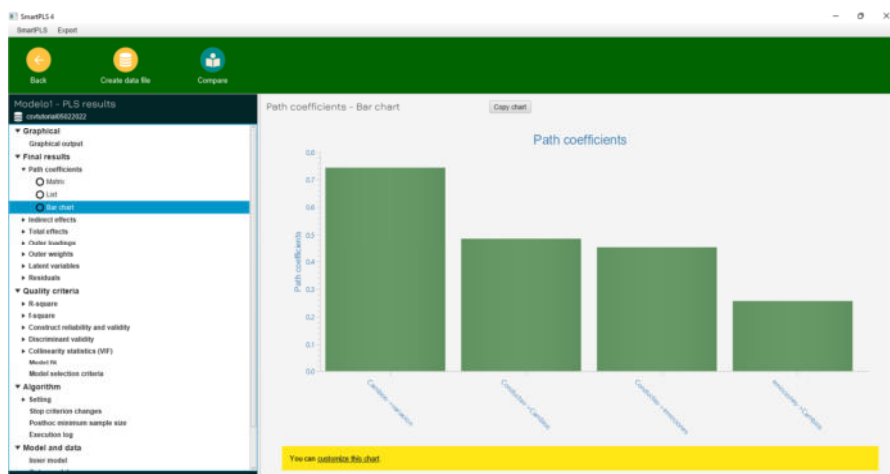 SmartPLS 4
SmartPLS Export
Back
Create data file
Compare
Modelo1 - PLS results
Path coefficients - Bar chart
Copy chart
Graphical
Graphical output
Final results
Path coefficients
Matrix
List
Bar chart
Indirect effects
Total effects
Outer loadings
Outer weights
Latent variables
Residuals
Quality criteria
R-square
f-square
Construct reliability and validity
Discriminant validity
Collinearity statistics (VIF)
Model fit
Model selection criteria
Algorithm
Setting
Stop criterion changes
Posthoc minimum sample size
Execution log
Model and data
Inner model
Path coefficients
Path coefficients
0.8
0.7
0.6
0.5
0.4
0.3
0.2
0.1
0.0
You can customize this chart.